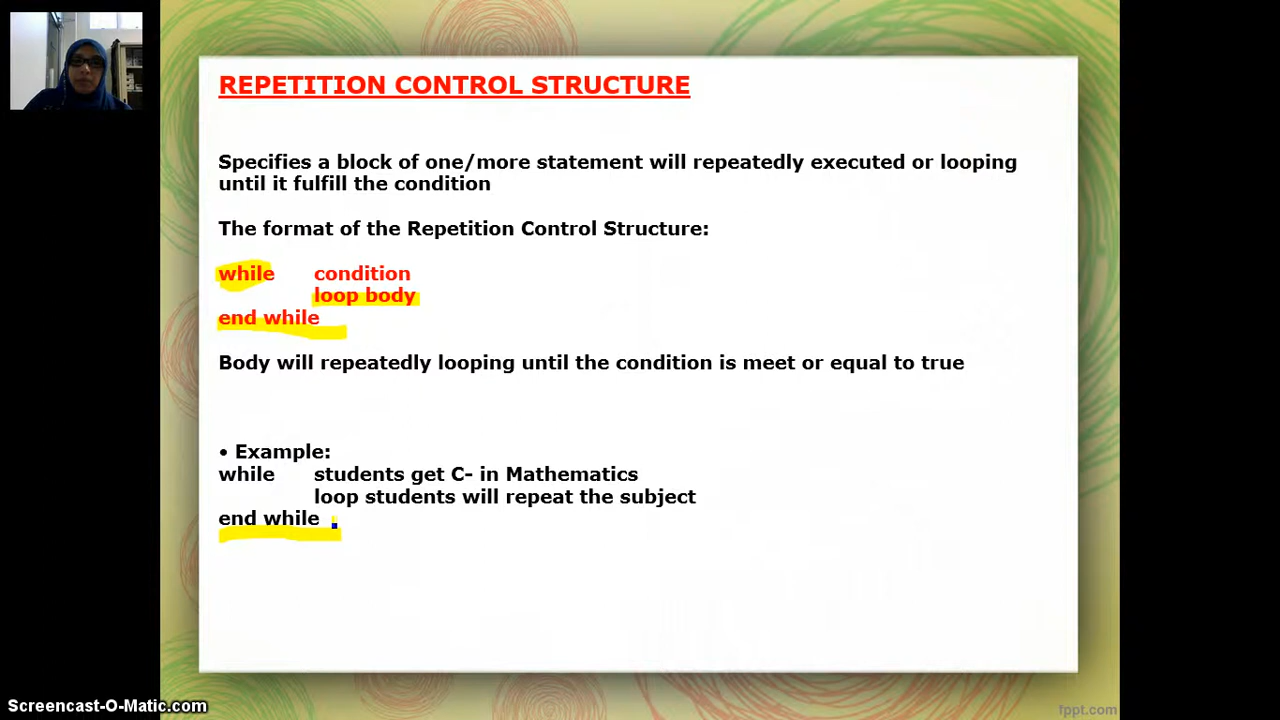 REPETITION CONTROL STRUCTURE
Specifies a block of one/more statement will repeatedly executed or looping
until it fulfill the condition
The format of the Repetition Control Structure:
while condition
loop body
end while
Body will repeatedly looping until the condition is meet or equal to true
• Example:
while students get C- in Mathematics
loop students will repeat the subject
end while
Screencast-O-Matic.com
fppt.com